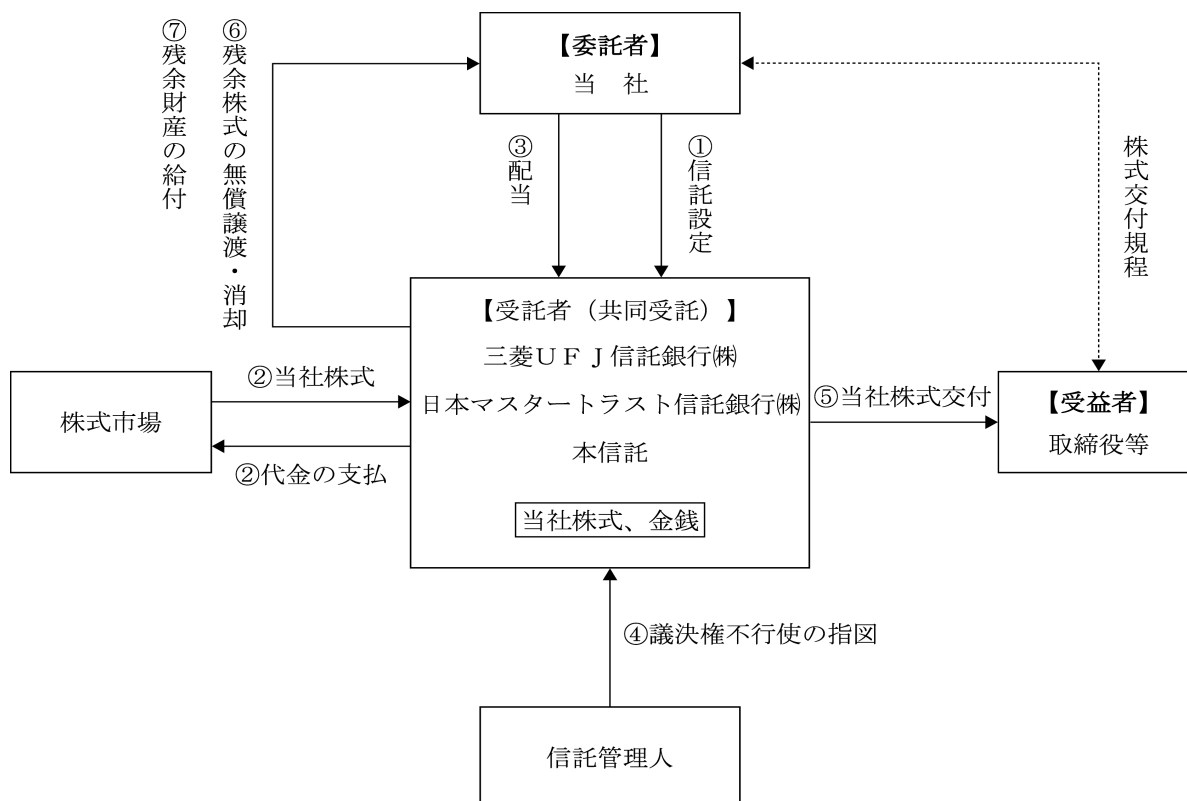 【委託者】
当　社
⑦残余財産の給付
⑥残余株式の無償譲渡・消却
③配当
①信託設定
株式交付規程
【受託者（共同受託）】
三菱ＵＦＪ信託銀行㈱
日本マスタートラスト信託銀行㈱
本信託
当社株式、金銭
株式市場
②当社株式
②代金の支払
⑤当社株式交付
【受益者】
取締役等
④議決権不行使の指図
信託管理人